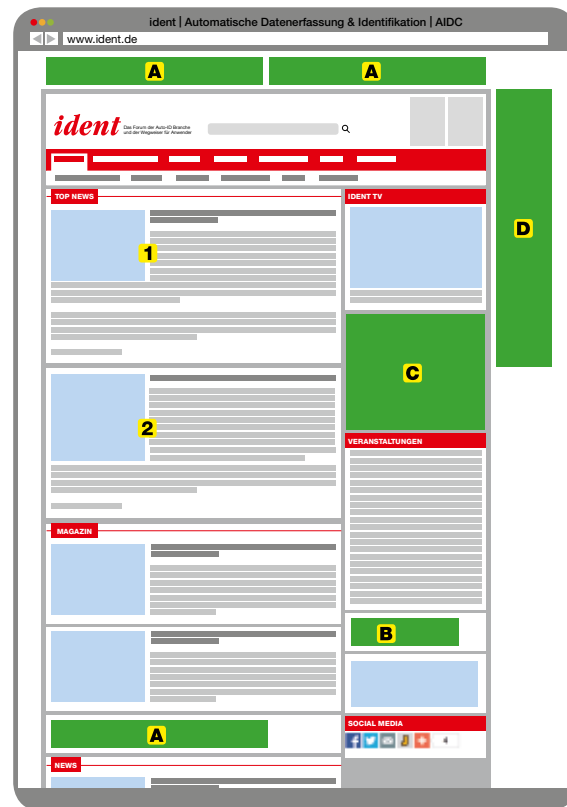 ident | Automatische Datenerfassung & Identifikation | AIDC
www.ident.de
A A
ident
Das Forum der Auto-ID Branche
und der Wegweiser für Anwender
TOP NEWS
IDENT TV
D
1
C
2
VERANSTALTUNGEN
MAGAZIN
B
A
SOCIAL MEDIA
4
NEWS